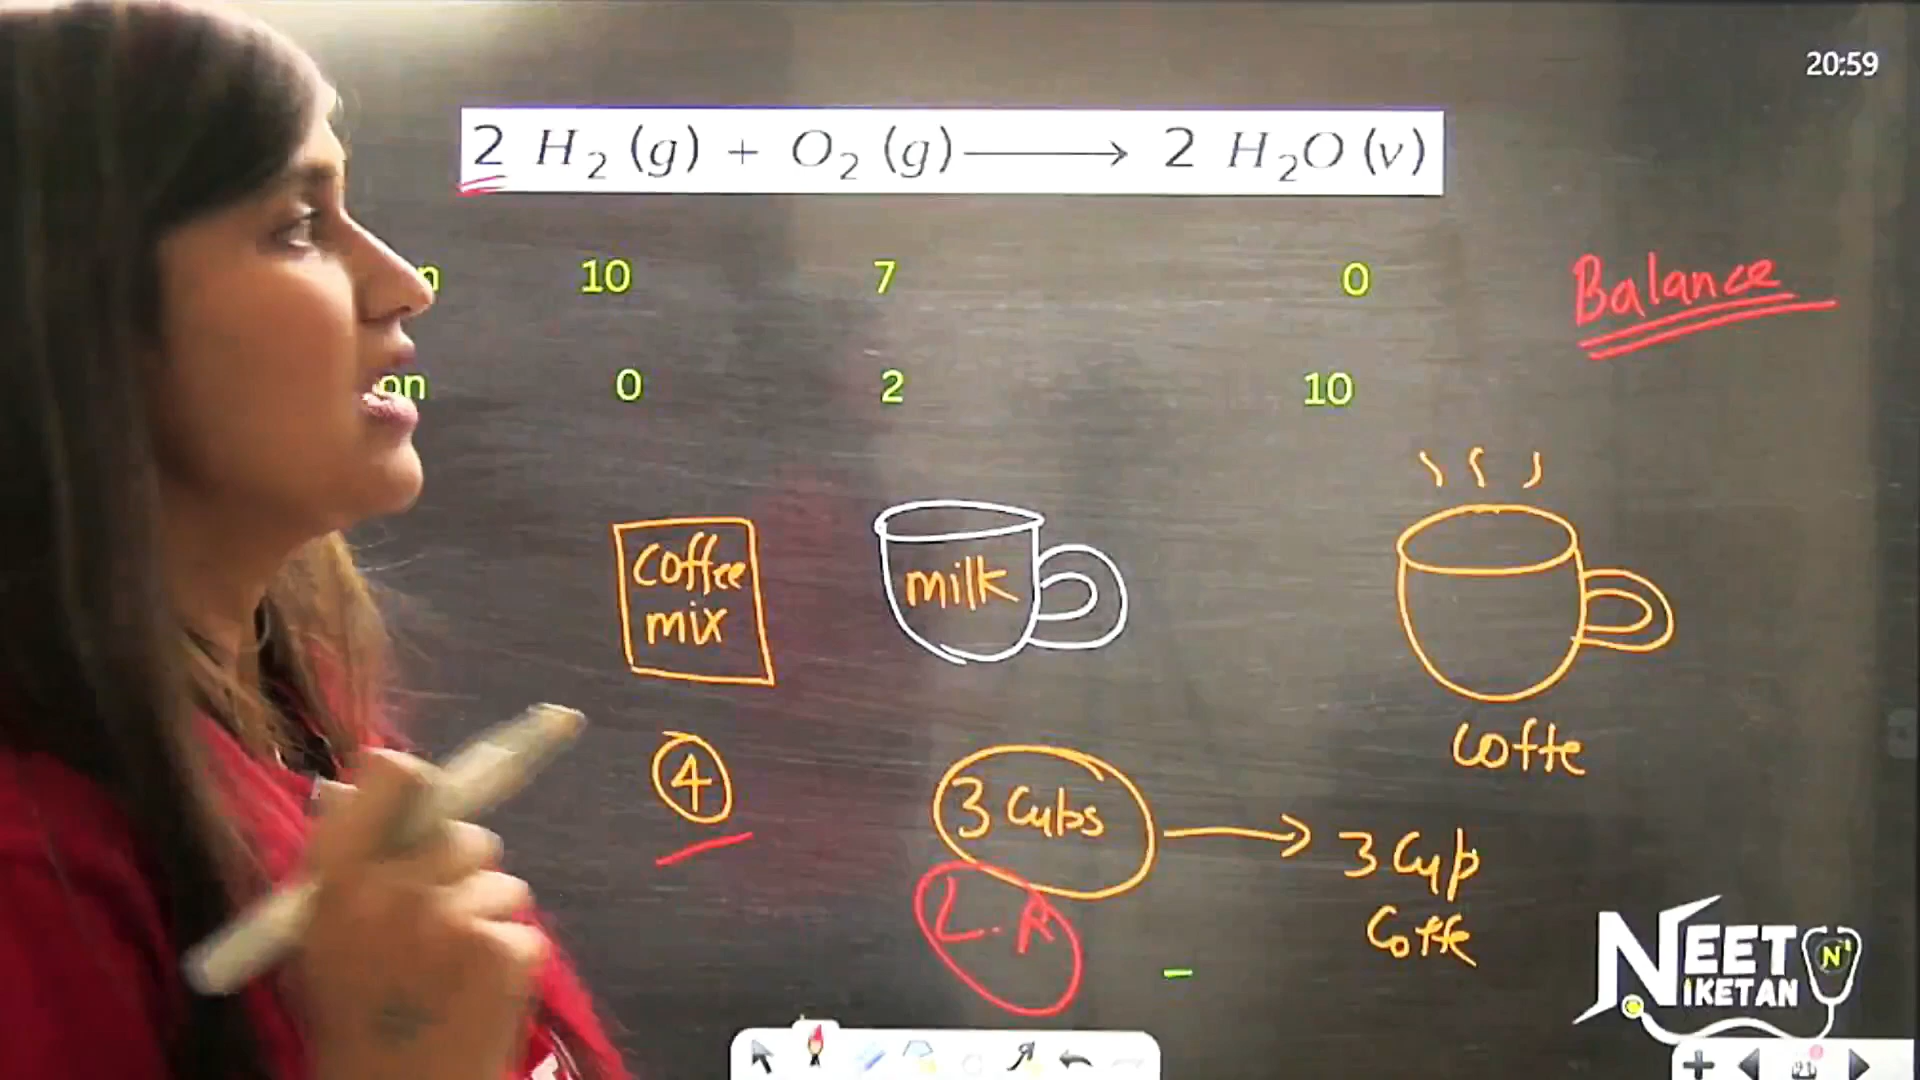 20:59
2 H₂ (g) + O₂ (g) ⟶ 2 H₂O (v)
10 7 0
Balance
0 2 10
coffee
mix
milk
coffe
4
3 Cubs → 3 Cup
Coffe
L.R
NEET
NIKETAN
N